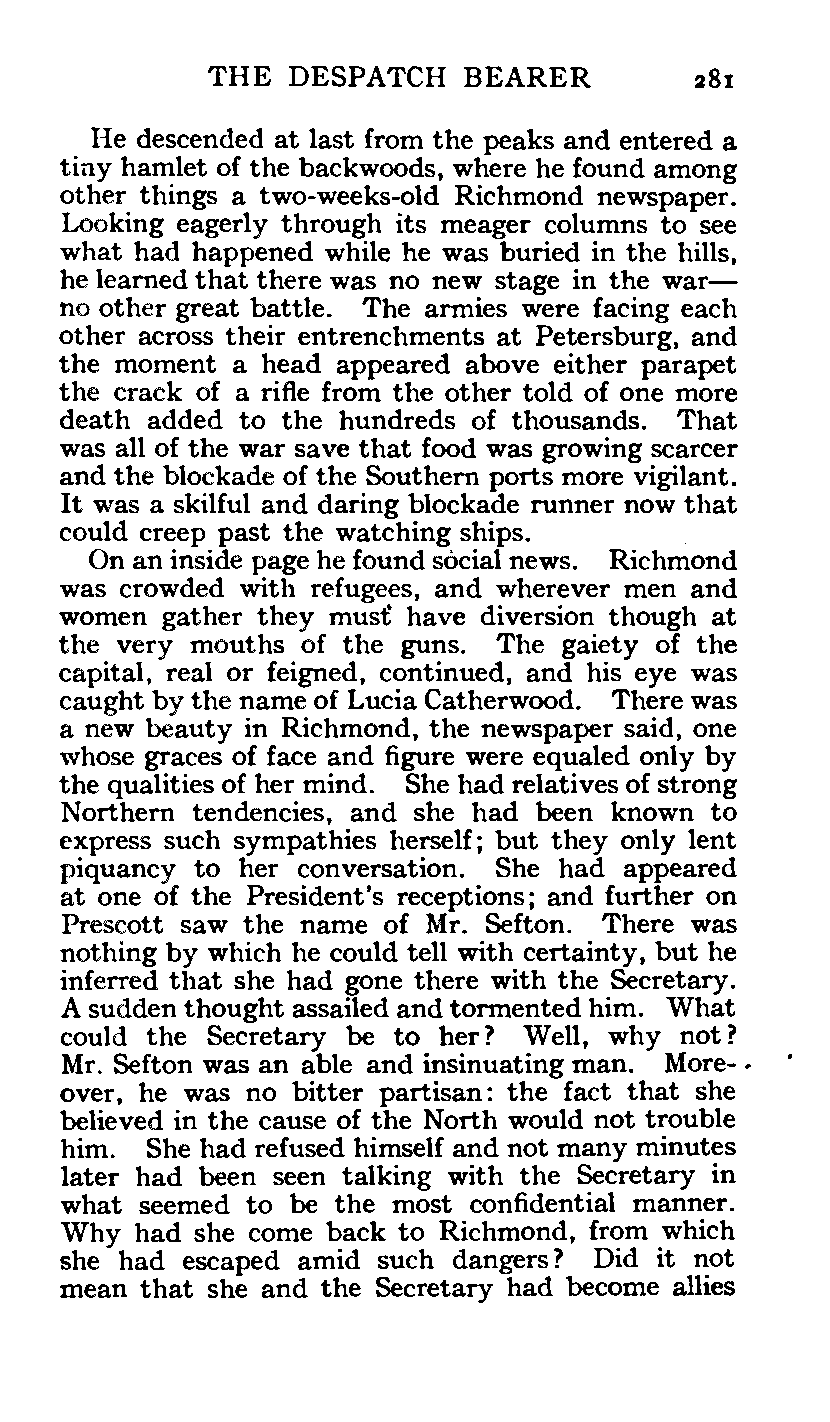 THE DESPATCH BEARER 281
He descended at last from the peaks and entered a
tiny hamlet of the backwoods, where he found among
other things a two-weeks-old Richmond newspaper.
Looking eagerly through its meager columns to see
what had happened while he was buried in the hills,
he learned that there was no new stage in the war—
no other great battle. The armies were facing each
other across their entrenchments at Petersburg, and
the moment a head appeared above either parapet
the crack of a rifle from the other told of one more
death added to the hundreds of thousands. That
was all of the war save that food was growing scarcer
and the blockade of the Southern ports more vigilant.
It was a skilful and daring blockade runner now that
could creep past the watching ships.
On an inside page he found social news. Richmond
was crowded with refugees, and wherever men and
women gather they must have diversion though at
the very mouths of the guns. The gaiety of the
capital, real or feigned, continued, and his eye was
caught by the name of Lucia Catherwood. There was
a new beauty in Richmond, the newspaper said, one
whose graces of face and figure were equaled only by
the qualities of her mind. She had relatives of strong
Northern tendencies, and she had been known to
express such sympathies herself; but they only lent
piquancy to her conversation. She had appeared
at one of the President's receptions; and further on
Prescott saw the name of Mr. Sefton. There was
nothing by which he could tell with certainty, but he
inferred that she had gone there with the Secretary.
A sudden thought assailed and tormented him. What
could the Secretary be to her? Well, why not?
Mr. Sefton was an able and insinuating man. More-
over, he was no bitter partisan: the fact that she
believed in the cause of the North would not trouble
him. She had refused himself and not many minutes
later had been seen talking with the Secretary in
what seemed to be the most confidential manner.
Why had she come back to Richmond, from which
she had escaped amid such dangers? Did it not
mean that she and the Secretary had become allies